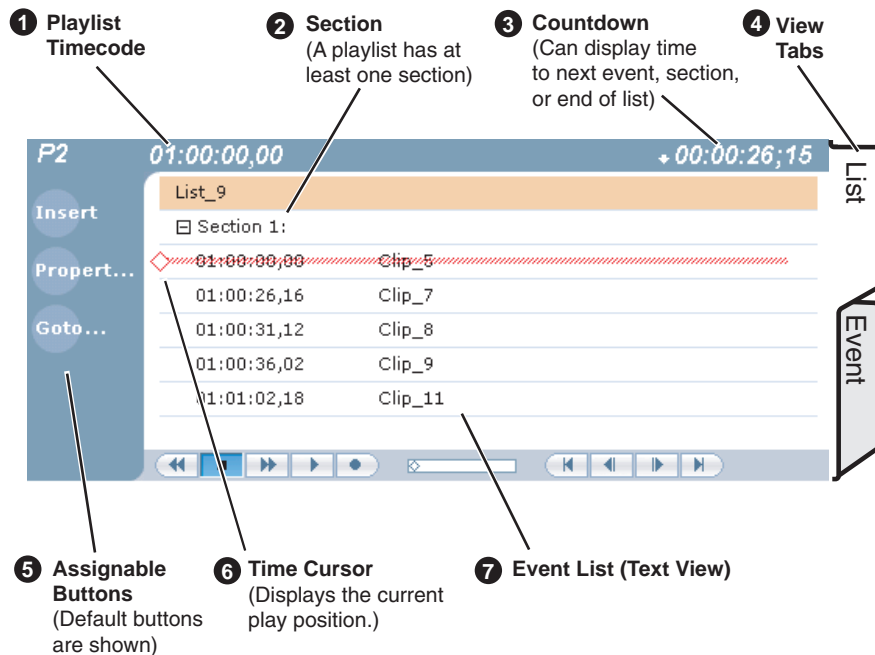 1 Playlist
Timecode
2 Section
(A playlist has at
least one section)
3 Countdown
(Can display time
to next event, section,
or end of list)
4 View
Tabs
P2 01:00:00,00 00:00:26;15
List
List_9
Insert
Section 1:
Propert...
01:00:00,00 Clip_5
01:00:26,16 Clip_7
Goto...
01:00:31,12 Clip_8
Event
01:00:36,02 Clip_9
01:01:02,18 Clip_11
5 Assignable
Buttons
(Default buttons
are shown)
6 Time Cursor
(Displays the current
play position.)
7 Event List (Text View)